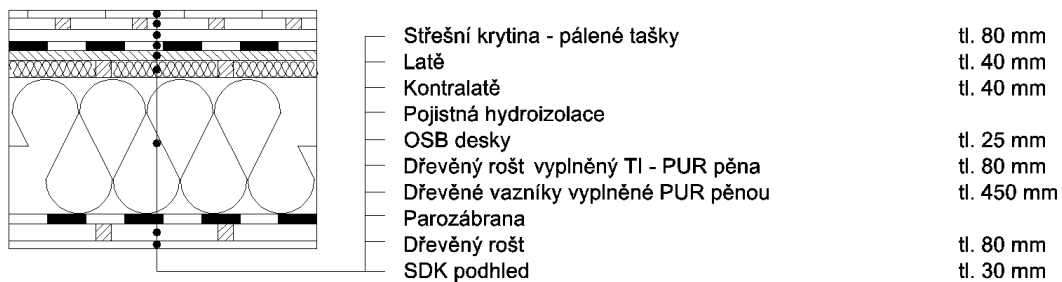 Střešní krytina - pálené tašky tl. 80 mm
Latě tl. 40 mm
Kontralatě tl. 40 mm
Pojistná hydroizolace
OSB desky tl. 25 mm
Dřevěný rošt vyplněný TI - PUR pěna tl. 80 mm
Dřevěné vazníky vyplněné PUR pěnou tl. 450 mm
Parozábrana
Dřevěný rošt tl. 80 mm
SDK podhled tl. 30 mm